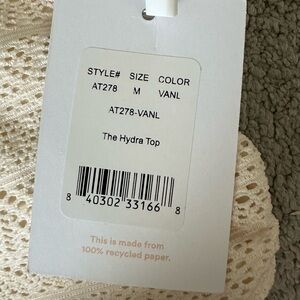 STYLE# SIZE COLOR
AT278 M VANL
AT278-VANL
The Hydra Top
8 40302 33166 8
This is made from
100% recycled paper.